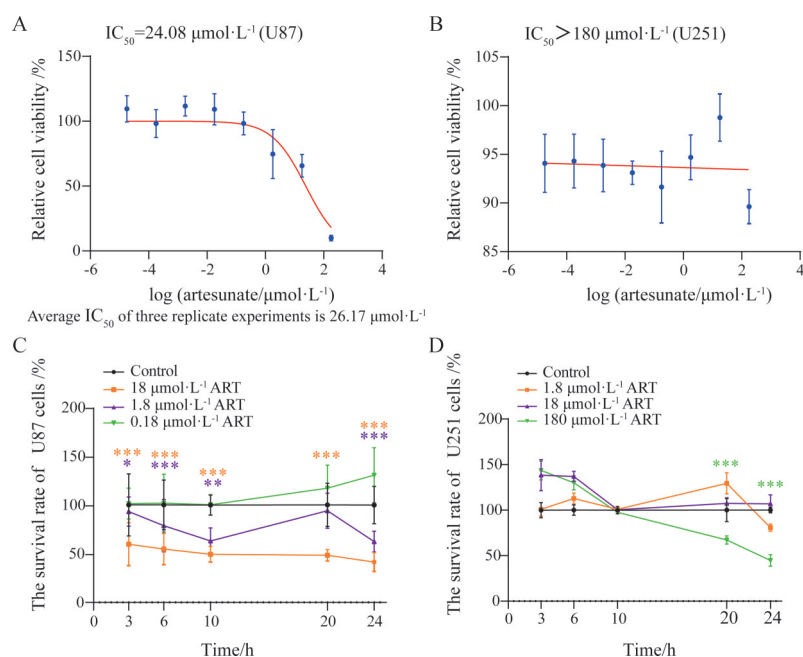 A
IC50=24.08 μmol·L-1 (U87)
Relative cell viability /%
150
100
50
0
-6
-4
-2
0
2
4
log (artesunate/μmol·L-1)
Average IC50 of three replicate experiments is 26.17 μmol·L-1
B
IC50>180 μmol·L-1 (U251)
Relative cell viability /%
105
100
95
90
85
-6
-4
-2
0
2
4
log (artesunate/μmol·L-1)
C
Control
18 μmol·L-1 ART
1.8 μmol·L-1 ART
0.18 μmol·L-1 ART
The survival rate of U87 cells /%
200
150
100
50
0
***
*
***
***
***
**
***
***
***
0
3
6
10
20
24
Time/h
D
Control
1.8 μmol·L-1 ART
18 μmol·L-1 ART
180 μmol·L-1 ART
The survival rate of U251 cells /%
200
150
100
50
0
***
***
0
3
6
10
20
24
Time/h